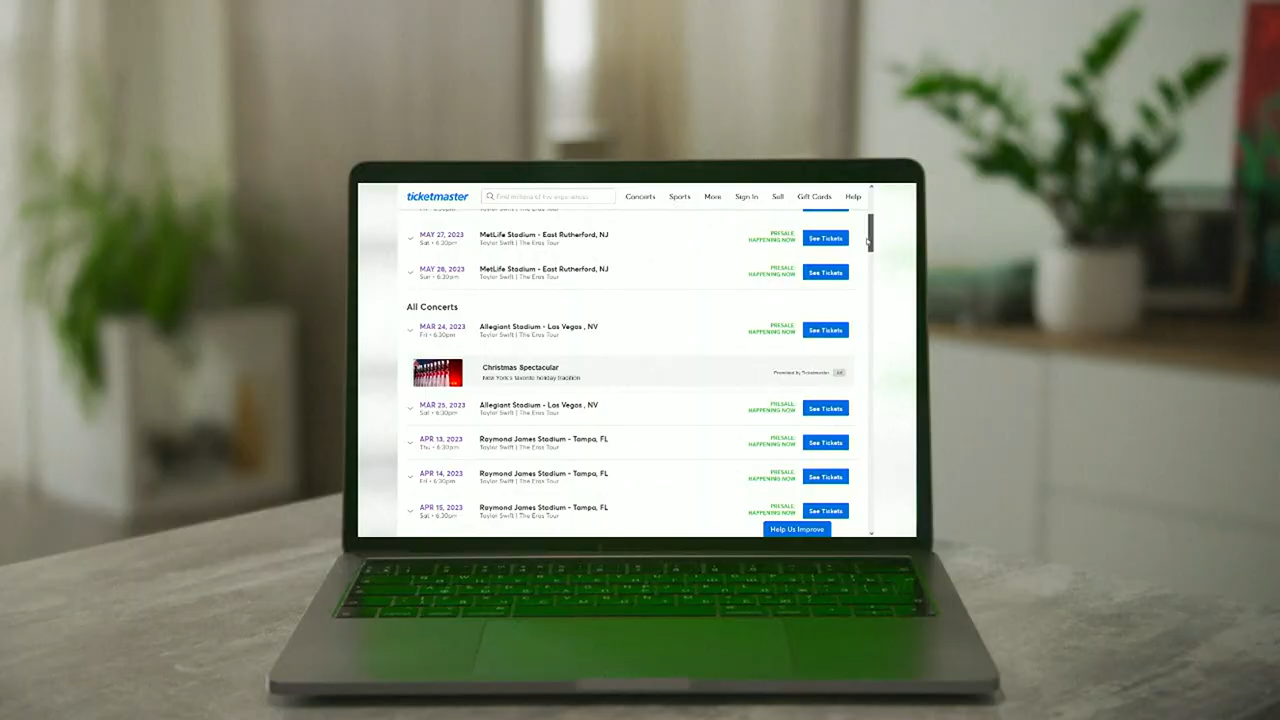 ticketmaster
Find millions of live experiences
Concerts Sports More Sign In Sell Gift Cards Help
MAY 27, 2023 MetLife Stadium - East Rutherford, NJ PRESALE HAPPENING NOW See Tickets
Sat • 6:30pm Taylor Swift | The Eras Tour
MAY 28, 2023 MetLife Stadium - East Rutherford, NJ PRESALE HAPPENING NOW See Tickets
Sun • 6:30pm Taylor Swift | The Eras Tour
All Concerts
MAR 24, 2023 Allegiant Stadium - Las Vegas , NV PRESALE HAPPENING NOW See Tickets
Fri • 6:30pm Taylor Swift | The Eras Tour
Christmas Spectacular
New York's favorite holiday tradition Presented by Ticketmaster
MAR 25, 2023 Allegiant Stadium - Las Vegas , NV PRESALE HAPPENING NOW See Tickets
Sat • 6:30pm Taylor Swift | The Eras Tour
APR 13, 2023 Raymond James Stadium - Tampa, FL PRESALE HAPPENING NOW See Tickets
Thu • 6:30pm Taylor Swift | The Eras Tour
APR 14, 2023 Raymond James Stadium - Tampa, FL PRESALE HAPPENING NOW See Tickets
Fri • 6:30pm Taylor Swift | The Eras Tour
APR 15, 2023 Raymond James Stadium - Tampa, FL PRESALE HAPPENING NOW See Tickets
Sat • 6:30pm Taylor Swift | The Eras Tour
Help Us Improve